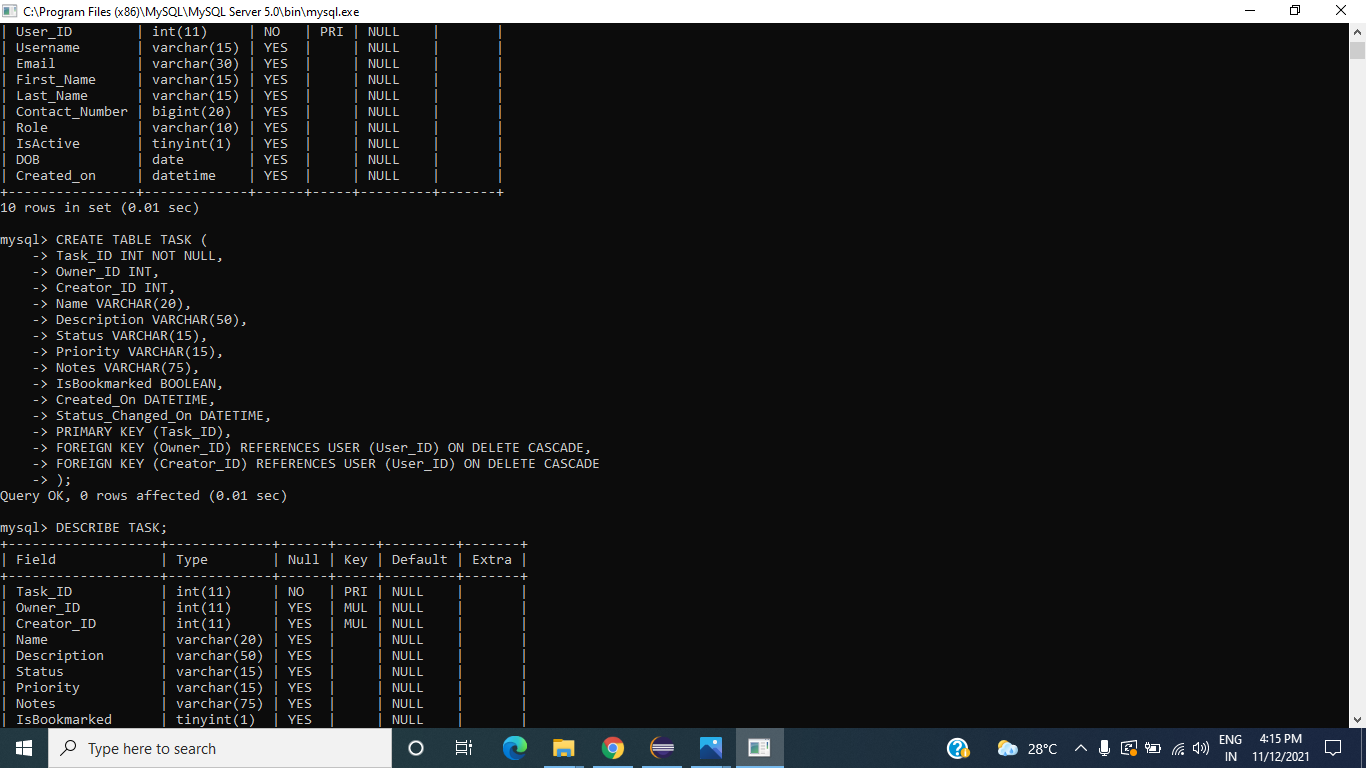 C:\Program Files (x86)\MySQL\MySQL Server 5.0\bin\mysql.exe
| User_ID        | int(11)     | NO   | PRI | NULL    |       |
| Username       | varchar(15) | YES  |     | NULL    |       |
| Email          | varchar(30) | YES  |     | NULL    |       |
| First_Name     | varchar(15) | YES  |     | NULL    |       |
| Last_Name      | varchar(15) | YES  |     | NULL    |       |
| Contact_Number | bigint(20)  | YES  |     | NULL    |       |
| Role           | varchar(10) | YES  |     | NULL    |       |
| IsActive       | tinyint(1)  | YES  |     | NULL    |       |
| DOB            | date        | YES  |     | NULL    |       |
| Created_on     | datetime    | YES  |     | NULL    |       |
+----------------+-------------+------+-----+---------+-------+
10 rows in set (0.01 sec)
mysql> CREATE TABLE TASK (
    -> Task_ID INT NOT NULL,
    -> Owner_ID INT,
    -> Creator_ID INT,
    -> Name VARCHAR(20),
    -> Description VARCHAR(50),
    -> Status VARCHAR(15),
    -> Priority VARCHAR(15),
    -> Notes VARCHAR(75),
    -> IsBookmarked BOOLEAN,
    -> Created_On DATETIME,
    -> Status_Changed_On DATETIME,
    -> PRIMARY KEY (Task_ID),
    -> FOREIGN KEY (Owner_ID) REFERENCES USER (User_ID) ON DELETE CASCADE,
    -> FOREIGN KEY (Creator_ID) REFERENCES USER (User_ID) ON DELETE CASCADE
    -> );
Query OK, 0 rows affected (0.01 sec)
mysql> DESCRIBE TASK;
+-------------------+-------------+------+-----+---------+-------+
| Field             | Type        | Null | Key | Default | Extra |
+-------------------+-------------+------+-----+---------+-------+
| Task_ID           | int(11)     | NO   | PRI | NULL    |       |
| Owner_ID          | int(11)     | YES  | MUL | NULL    |       |
| Creator_ID        | int(11)     | YES  | MUL | NULL    |       |
| Name              | varchar(20) | YES  |     | NULL    |       |
| Description       | varchar(50) | YES  |     | NULL    |       |
| Status            | varchar(15) | YES  |     | NULL    |       |
| Priority          | varchar(15) | YES  |     | NULL    |       |
| Notes             | varchar(75) | YES  |     | NULL    |       |
| IsBookmarked      | tinyint(1)  | YES  |     | NULL    |       |
Type here to search
28°C
ENG
IN
4:15 PM
11/12/2021